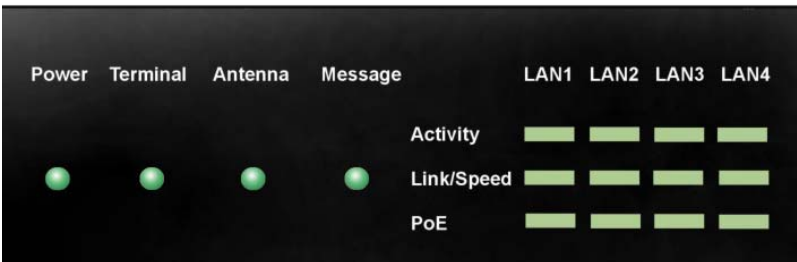 Power Terminal Antenna Message LAN1 LAN2 LAN3 LAN4
Activity
Link/Speed
PoE